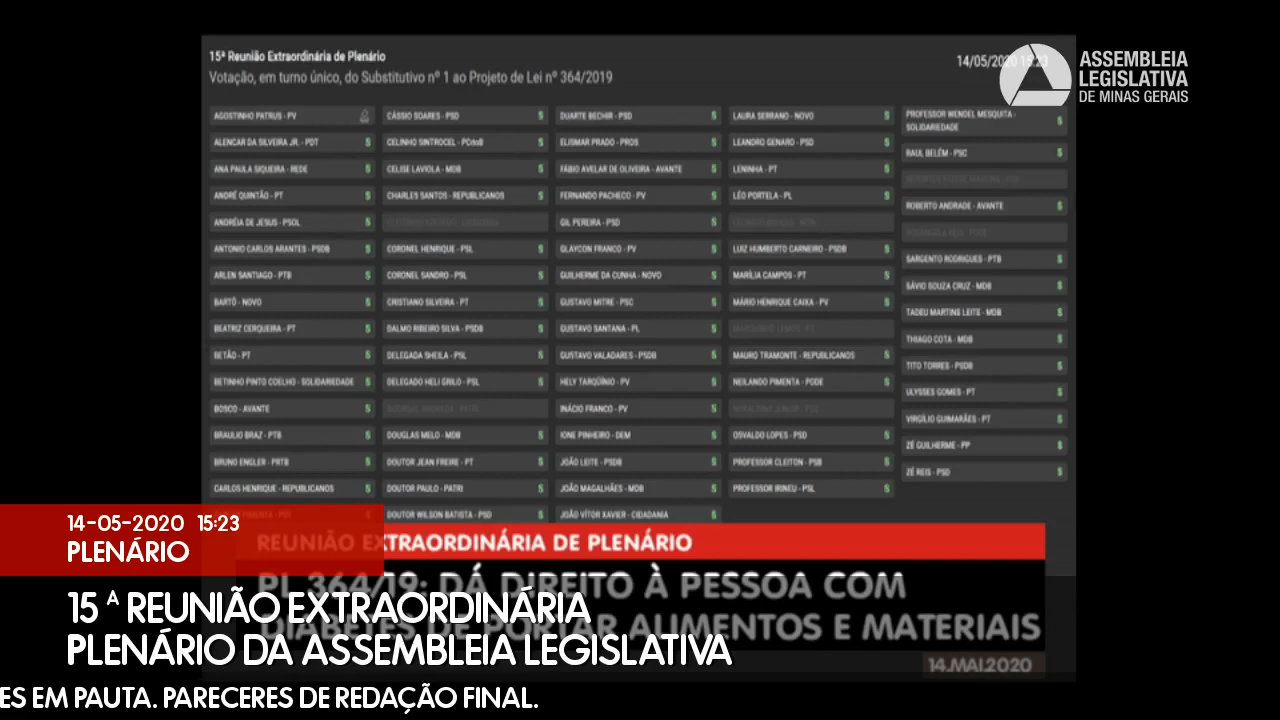 15ª Reunião Extraordinária de Plenário
Votação, em turno único, do Substitutivo nº 1 ao Projeto de Lei nº 364/2019
14/05/2020 15:23
ASSEMBLEIA
LEGISLATIVA
DE MINAS GERAIS
AGOSTINHO PATRUS - PV
ALENCAR DA SILVEIRA JR. - PDT S
ANA PAULA SIQUEIRA - REDE S
ANDRÉ QUINTÃO - PT S
ANDRÉIA DE JESUS - PSOL S
ANTONIO CARLOS ARANTES - PSDB S
ARLEN SANTIAGO - PTB S
BARTÔ - NOVO S
BEATRIZ CERQUEIRA - PT S
BETÃO - PT S
BETINHO PINTO COELHO - SOLIDARIEDADE S
BOSCO - AVANTE S
BRAULIO BRAZ - PTB S
BRUNO ENGLER - PRTB S
CARLOS HENRIQUE - REPUBLICANOS S
CÁSSIO SOARES - PSD S
CELINHO SINTROCEL - PCdoB S
CELISE LAVIOLA - MDB S
CHARLES SANTOS - REPUBLICANOS S
CORONEL HENRIQUE - PSL S
CORONEL SANDRO - PSL S
CRISTIANO SILVEIRA - PT S
DALMO RIBEIRO SILVA - PSDB S
DELEGADA SHEILA - PSL S
DELEGADO HELI GRILO - PSL S
DOUGLAS MELO - MDB S
DOUTOR JEAN FREIRE - PT S
DOUTOR PAULO - PATRI S
DOUTOR WILSON BATISTA - PSD S
DUARTE BECHIR - PSD S
ELISMAR PRADO - PROS S
FÁBIO AVELAR DE OLIVEIRA - AVANTE S
FERNANDO PACHECO - PV S
GIL PEREIRA - PSD S
GLAYCON FRANCO - PV S
GUILHERME DA CUNHA - NOVO S
GUSTAVO MITRE - PSC S
GUSTAVO SANTANA - PL S
GUSTAVO VALADARES - PSDB S
HELY TARQÜÍNIO - PV S
INÁCIO FRANCO - PV S
IONE PINHEIRO - DEM S
JOÃO LEITE - PSDB S
JOÃO MAGALHÃES - MDB S
JOÃO VÍTOR XAVIER - CIDADANIA S
LAURA SERRANO - NOVO S
LEANDRO GENARO - PSD S
LENINHA - PT S
LÉO PORTELA - PL S
LUIZ HUMBERTO CARNEIRO - PSDB S
MARÍLIA CAMPOS - PT S
MÁRIO HENRIQUE CAIXA - PV S
MAURO TRAMONTE - REPUBLICANOS S
NEILANDO PIMENTA - PODE S
OSVALDO LOPES - PSD S
PROFESSOR CLEITON - PSB S
PROFESSOR IRINEU - PSL S
PROFESSOR WENDEL MESQUITA -
SOLIDARIEDADE S
RAUL BELÉM - PSC S
ROBERTO ANDRADE - AVANTE S
SARGENTO RODRIGUES - PTB S
SÁVIO SOUZA CRUZ - MDB S
TADEU MARTINS LEITE - MDB S
THIAGO COTA - MDB S
TITO TORRES - PSDB S
ULYSSES GOMES - PT S
VIRGÍLIO GUIMARÃES - PT S
ZÉ GUILHERME - PP S
ZÉ REIS - PSD S
REUNIÃO EXTRAORDINÁRIA DE PLENÁRIO
PL 364/19: DÁ DIREITO À PESSOA COM
DIABETES DE PORTAR ALIMENTOS E MATERIAIS
14.MAI.2020
14-05-2020 15:23
PLENÁRIO
15 ª REUNIÃO EXTRAORDINÁRIA
PLENÁRIO DA ASSEMBLEIA LEGISLATIVA
ES EM PAUTA. PARECERES DE REDAÇÃO FINAL.